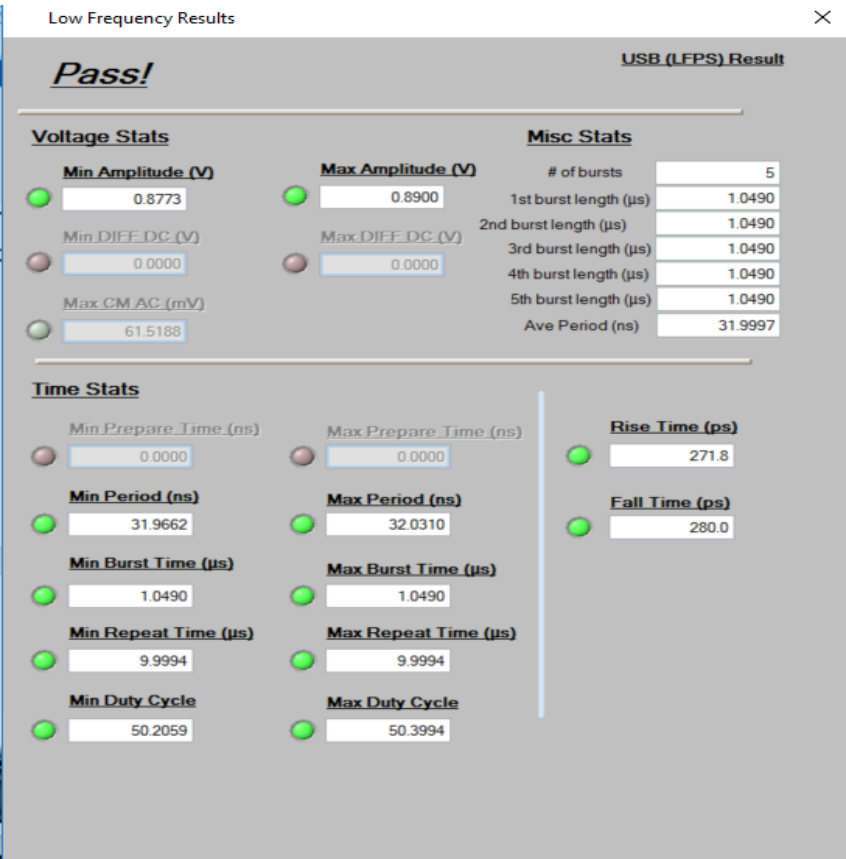 Low Frequency Results
Pass!
USB (LFPS) Result
Voltage Stats
Min Amplitude (V)
0.8773
Max Amplitude (V)
0.8900
Min DIFF DC (V)
0.0000
Max DIFF DC (V)
0.0000
Max CM AC (mV)
61.5188
Misc Stats
# of bursts 5
1st burst length (µs) 1.0490
2nd burst length (µs) 1.0490
3rd burst length (µs) 1.0490
4th burst length (µs) 1.0490
5th burst length (µs) 1.0490
Ave Period (ns) 31.9997
Time Stats
Min Prepare Time (ns)
0.0000
Max Prepare Time (ns)
0.0000
Min Period (ns)
31.9662
Max Period (ns)
32.0310
Min Burst Time (µs)
1.0490
Max Burst Time (µs)
1.0490
Min Repeat Time (µs)
9.9994
Max Repeat Time (µs)
9.9994
Min Duty Cycle
50.2059
Max Duty Cycle
50.3994
Rise Time (ps)
271.8
Fall Time (ps)
280.0